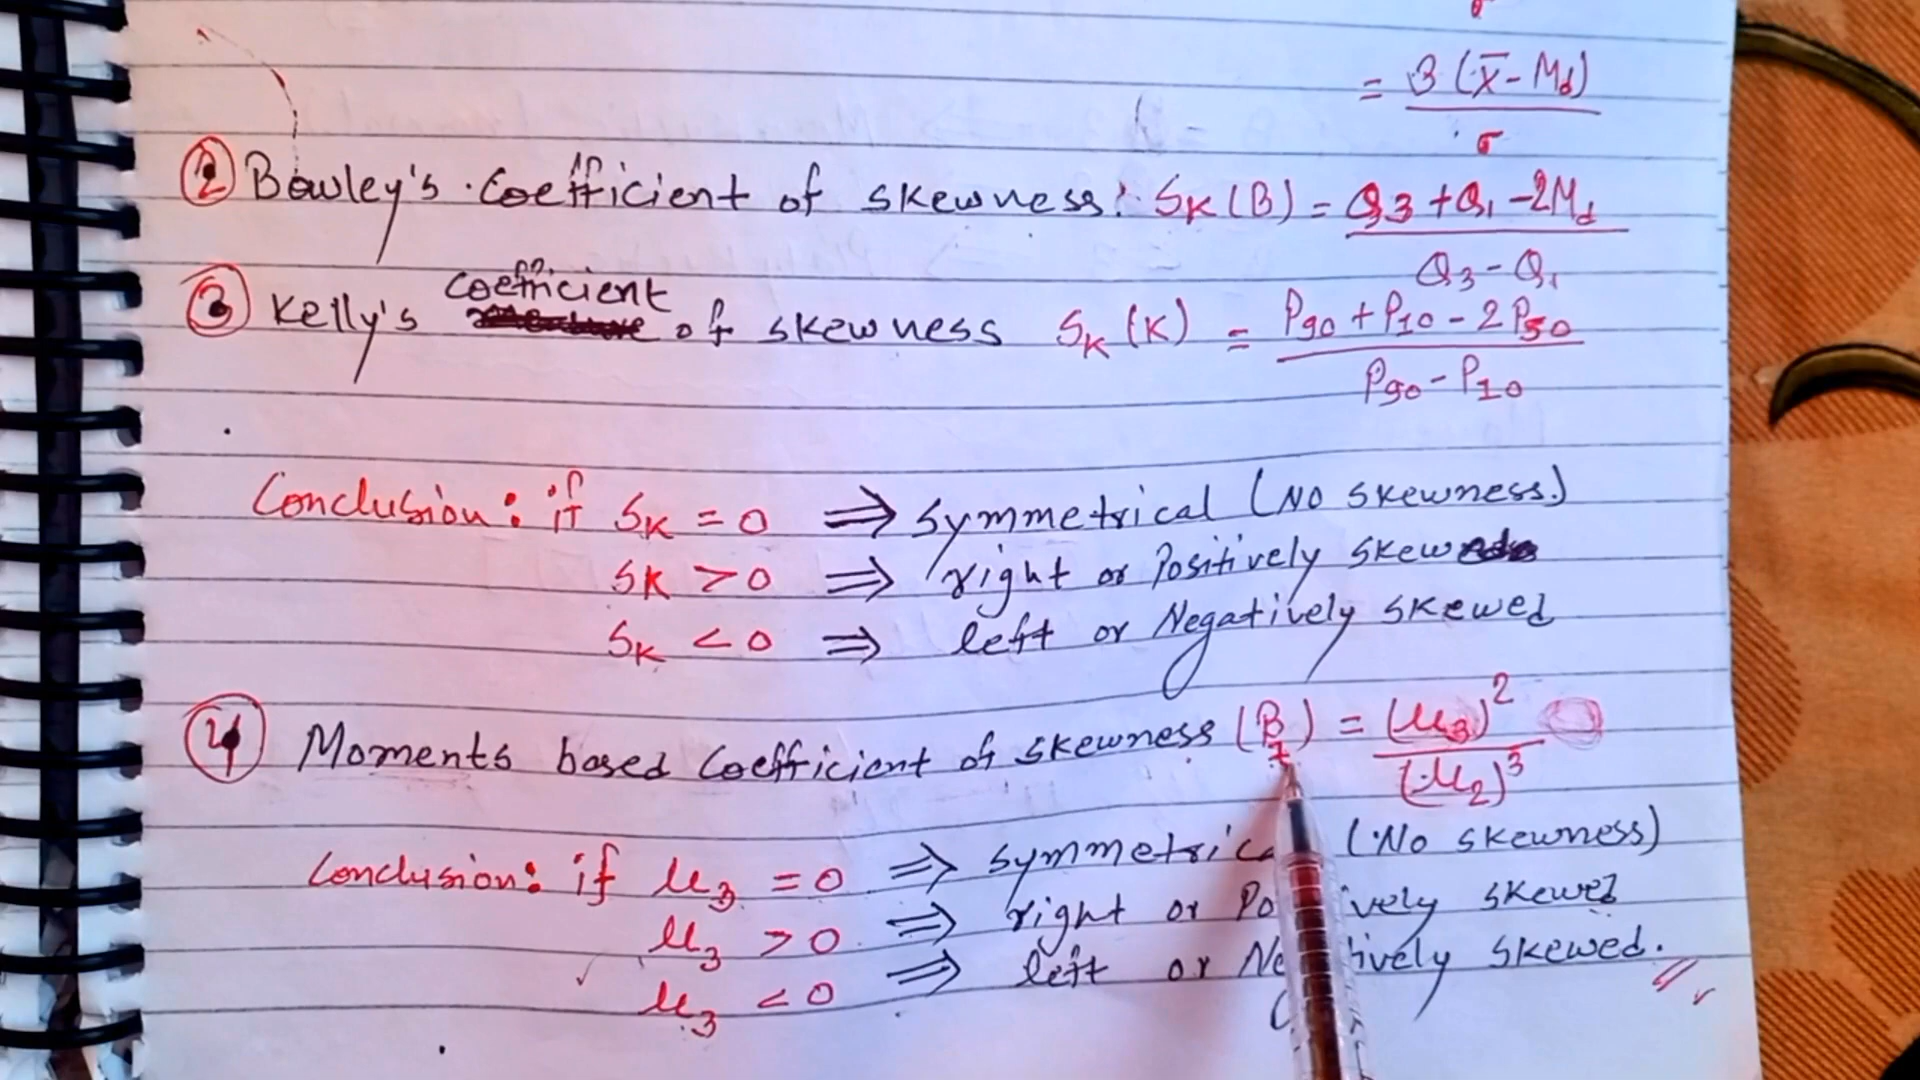 = 3 (X̄ - Md)
σ
② Bowley's Coefficient of skewness: SK (B) = Q3 + Q1 - 2Md
Q3 - Q1
③ Kelly's coefficient of skewness SK (K) = P90 + P10 - 2P50
P90 - P10
Conclusion: if SK = 0 ⇒ symmetrical (No skewness.)
SK > 0 ⇒ right or Positively skewed
SK < 0 ⇒ left or Negatively skewed
④ Moments based Coefficient of skewness (β1) = (μ3)²
(μ2)³
Conclusion: if μ3 = 0 ⇒ symmetrica (No skewness)
μ3 > 0 ⇒ right or Po ively skewed
μ3 < 0 ⇒ left or Ne tively skewed.